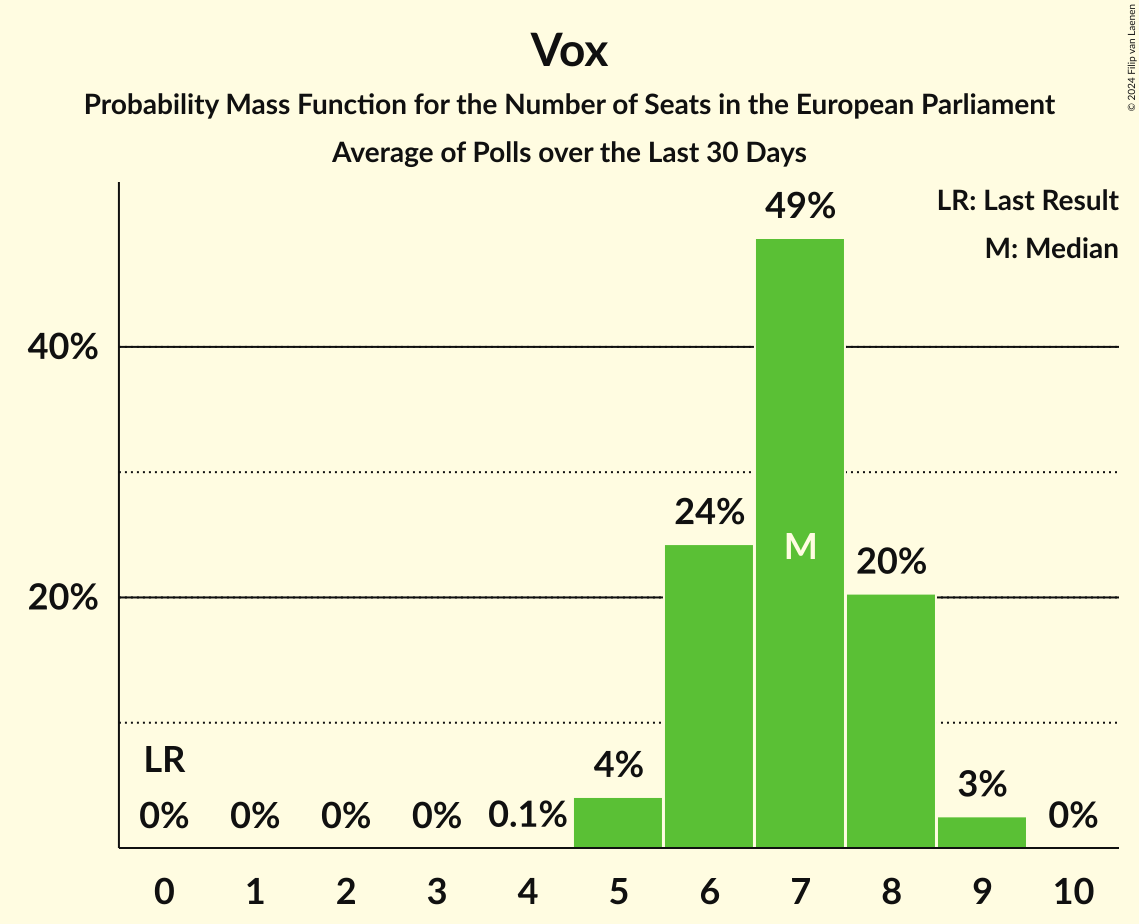 Vox
Probability Mass Function for the Number of Seats in the European Parliament
Average of Polls over the Last 30 Days
© 2024 Filip van Laenen
LR: Last Result
M: Median
49%
40%
24%
M
20%
20%
LR
4%
3%
0% 0% 0% 0% 0.1% 0%
0 1 2 3 4 5 6 7 8 9 10